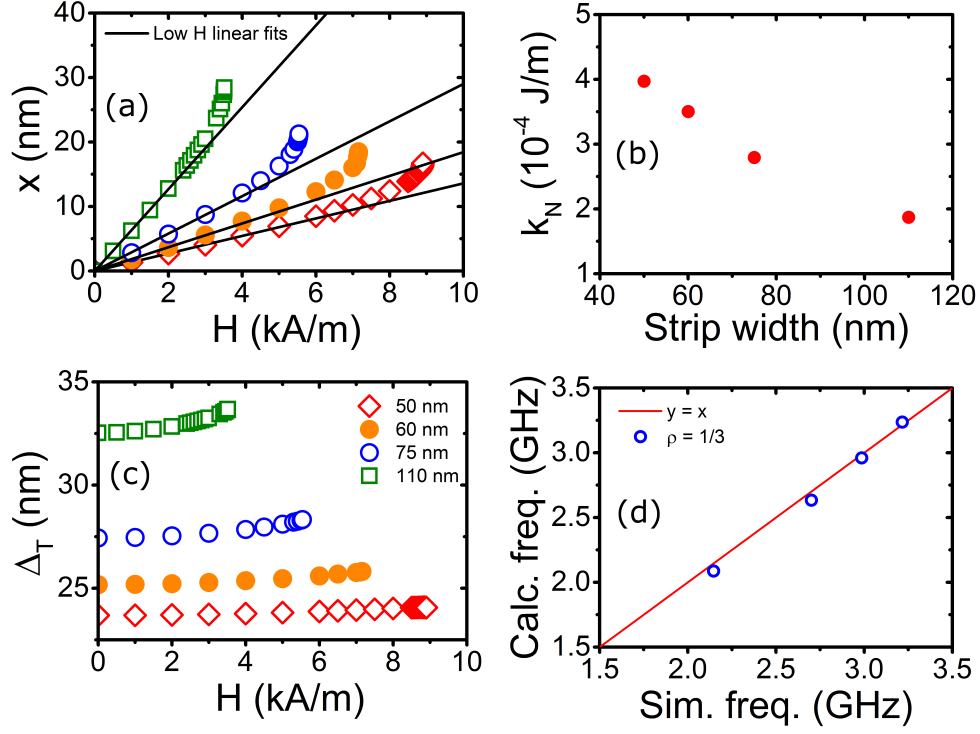 40
30
20
10
0
x (nm)
Low H linear fits
(a)
0 2 4 6 8 10
H (kA/m)
5
4
3
2
1
k_N (10^-4 J/m)
(b)
40 60 80 100 120
Strip width (nm)
35
33
30
28
25
Δ_T (nm)
50 nm
60 nm
75 nm
110 nm
(c)
0 2 4 6 8 10
H (kA/m)
3.5
3.0
2.5
2.0
1.5
Calc. freq. (GHz)
y = x
ρ = 1/3
(d)
1.5 2.0 2.5 3.0 3.5
Sim. freq. (GHz)